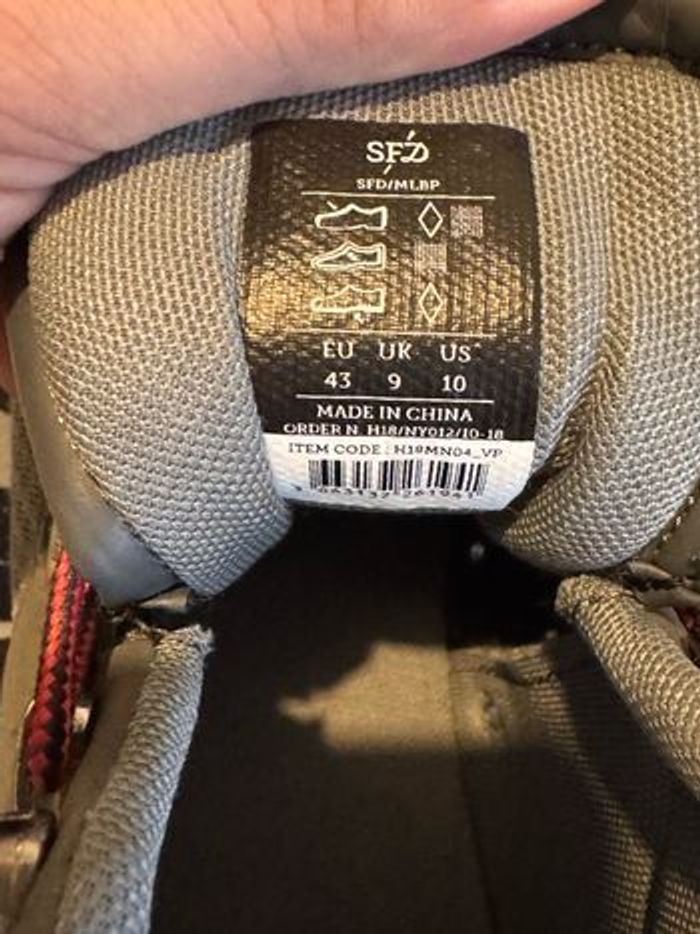 SFD
SFD/MLBP
EU UK US
43 9 10
MADE IN CHINA
ORDER N. H18/NY012/10-18
ITEM CODE : H18MN04_VP